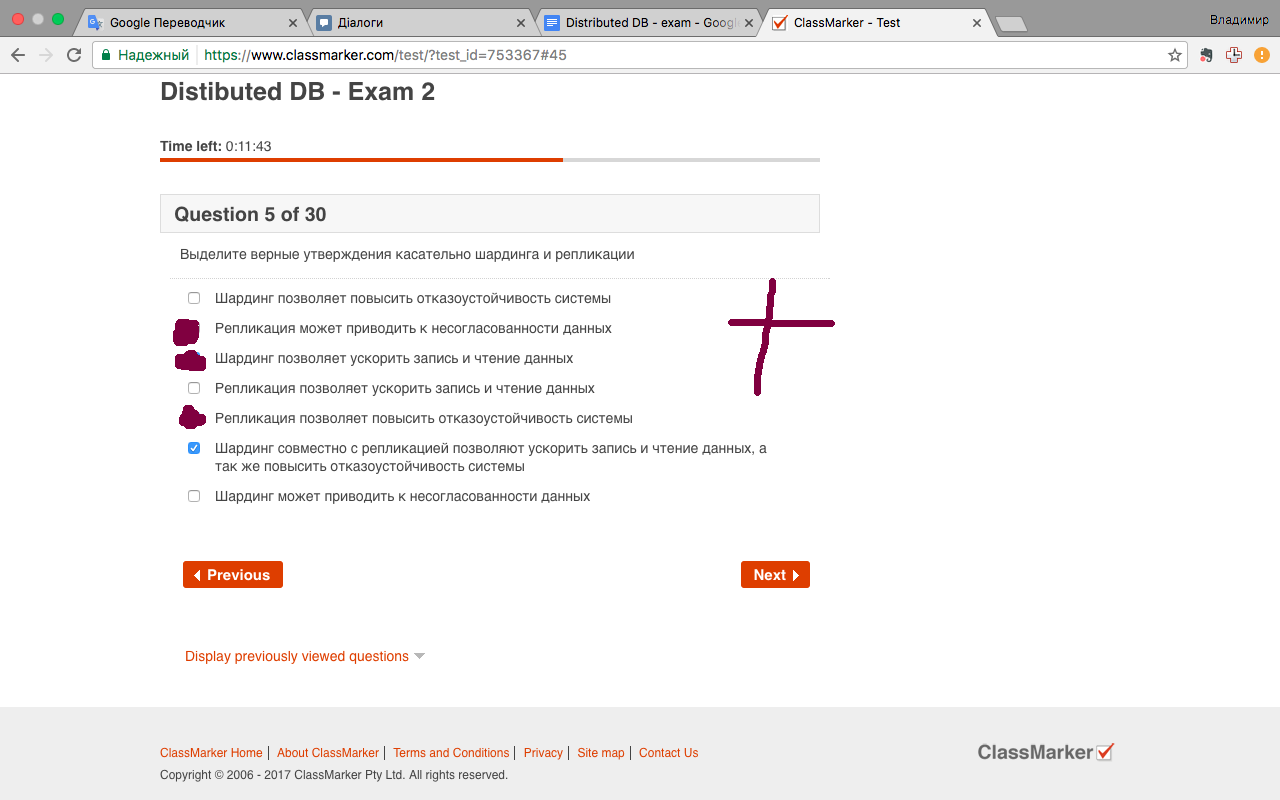 Google Переводчик
Діалоги
Distributed DB - exam - Googl
ClassMarker - Test
Владимир
Надежный
https://www.classmarker.com/test/?test_id=753367#45
Distibuted DB - Exam 2
Time left: 0:11:43
Question 5 of 30
Выделите верные утверждения касательно шардинга и репликации
Шардинг позволяет повысить отказоустойчивость системы
Репликация может приводить к несогласованности данных
Шардинг позволяет ускорить запись и чтение данных
Репликация позволяет ускорить запись и чтение данных
Репликация позволяет повысить отказоустойчивость системы
Шардинг совместно с репликацией позволяют ускорить запись и чтение данных, а
так же повысить отказоустойчивость системы
Шардинг может приводить к несогласованности данных
Previous
Next
Display previously viewed questions
ClassMarker Home | About ClassMarker | Terms and Conditions | Privacy | Site map | Contact Us
ClassMarker
Copyright © 2006 - 2017 ClassMarker Pty Ltd. All rights reserved.